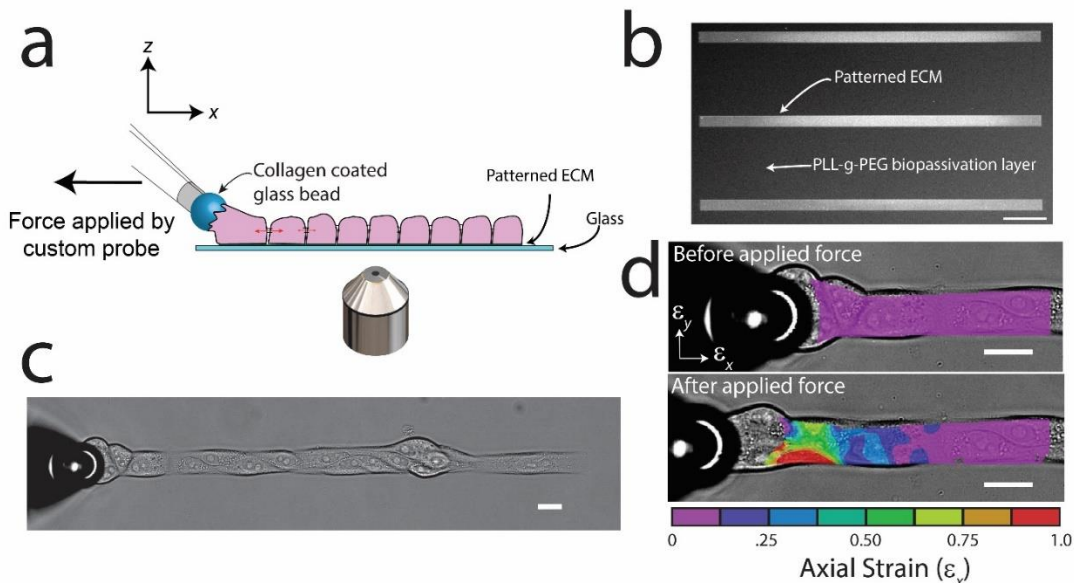 a
z
x
Collagen coated
glass bead
Patterned ECM
Glass
Force applied by
custom probe
b
Patterned ECM
PLL-g-PEG biopassivation layer
c
d
Before applied force
εy
εx
After applied force
0 .25 0.50 0.75 1.0
Axial Strain (εx)